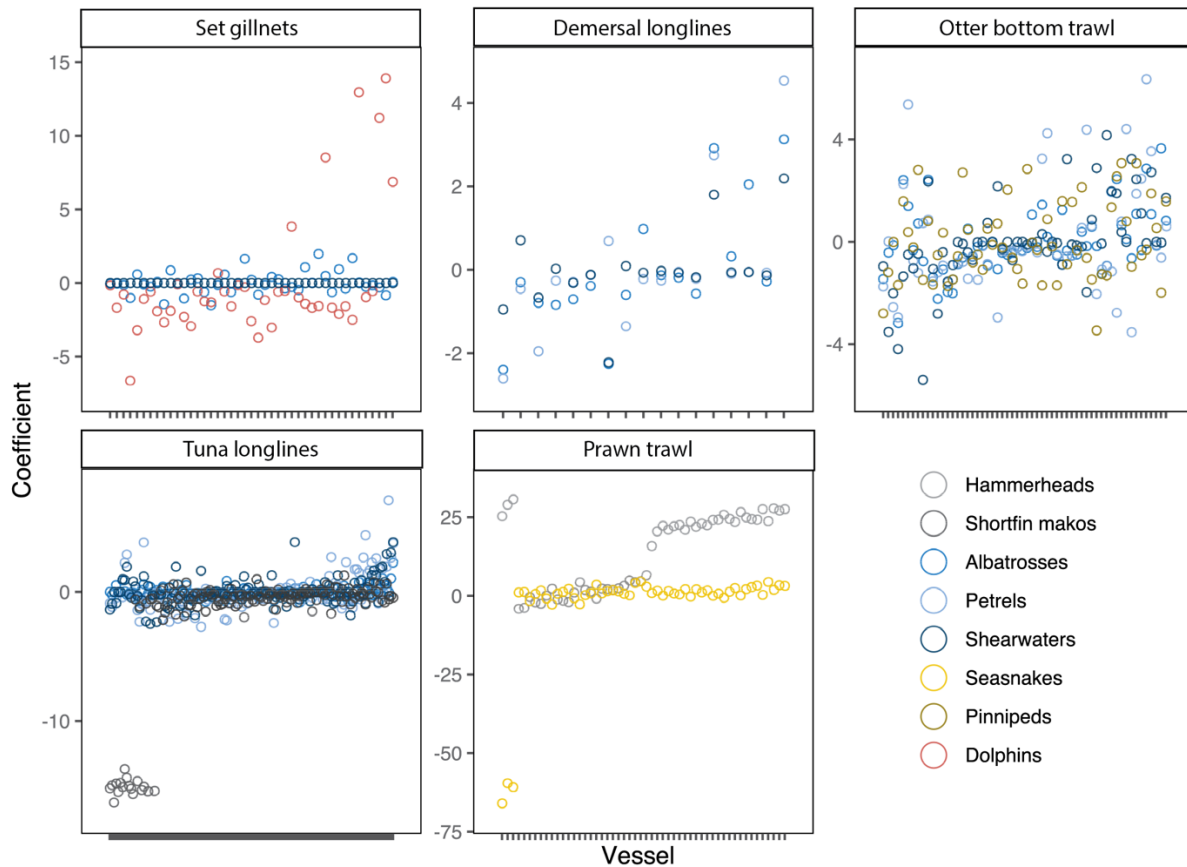 Set gillnets
Demersal longlines
Otter bottom trawl
15
10
5
0
-5
4
2
0
-2
4
0
-4
Coefficient
Tuna longlines
Prawn trawl
0
-10
25
0
-25
-50
-75
Hammerheads
Shortfin makos
Albatrosses
Petrels
Shearwaters
Seasnakes
Pinnipeds
Dolphins
Vessel